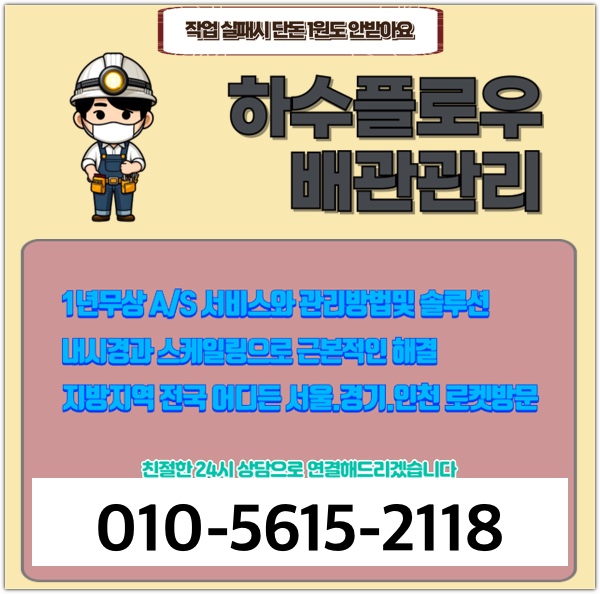 작업 실패시 단돈 1원도 안받아요
하수플로우
배관관리
1년무상 A/S 서비스와 관리방법및 솔루션
내시경과 스케일링으로 근본적인 해결
지방지역 전국 어디든 서울.경기.인천 로켓방문
친절한 24시 상담으로 연결해드리겠습니다
010-5615-2118